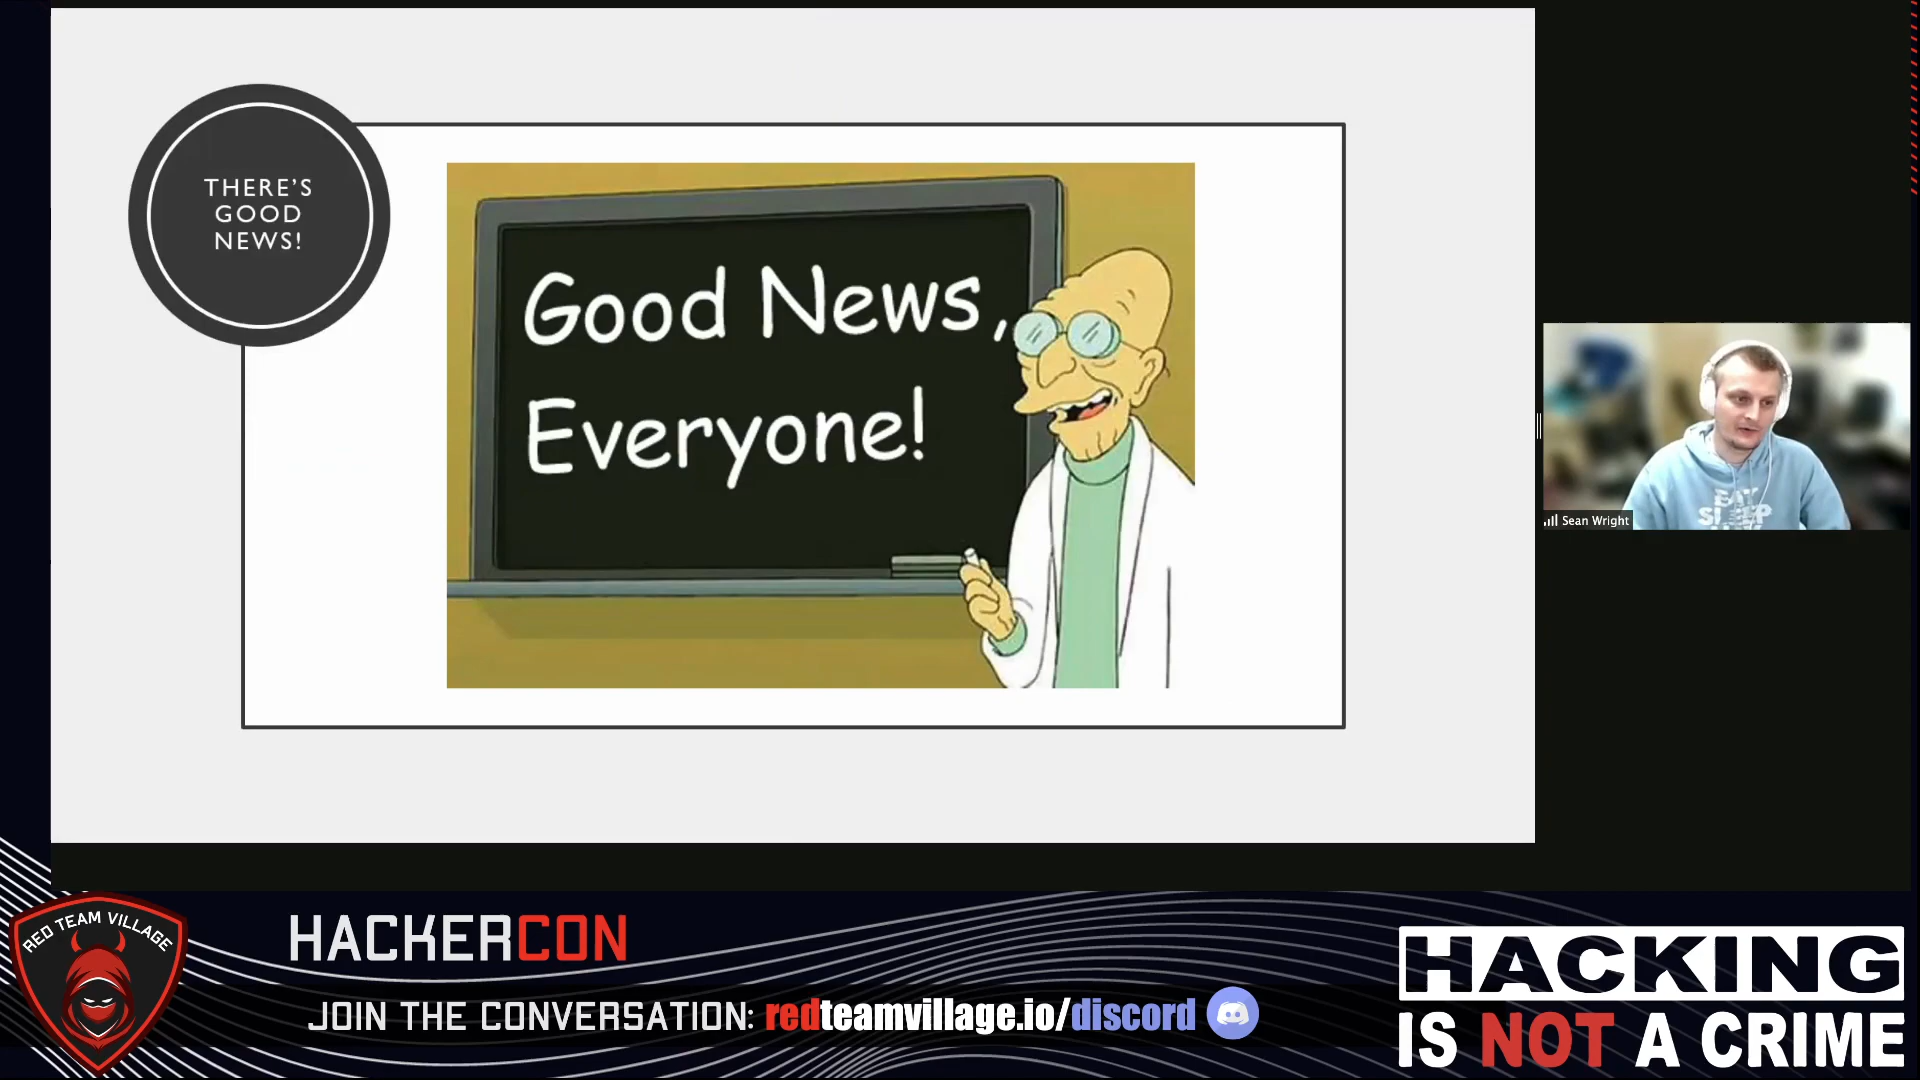 THERE'S
GOOD
NEWS!
Good News,
Everyone!
Sean Wright
EAT
RED TEAM VILLAGE
HACKERCON
JOIN THE CONVERSATION: redteamvillage.io/discord
HACKING
IS NOT A CRIME